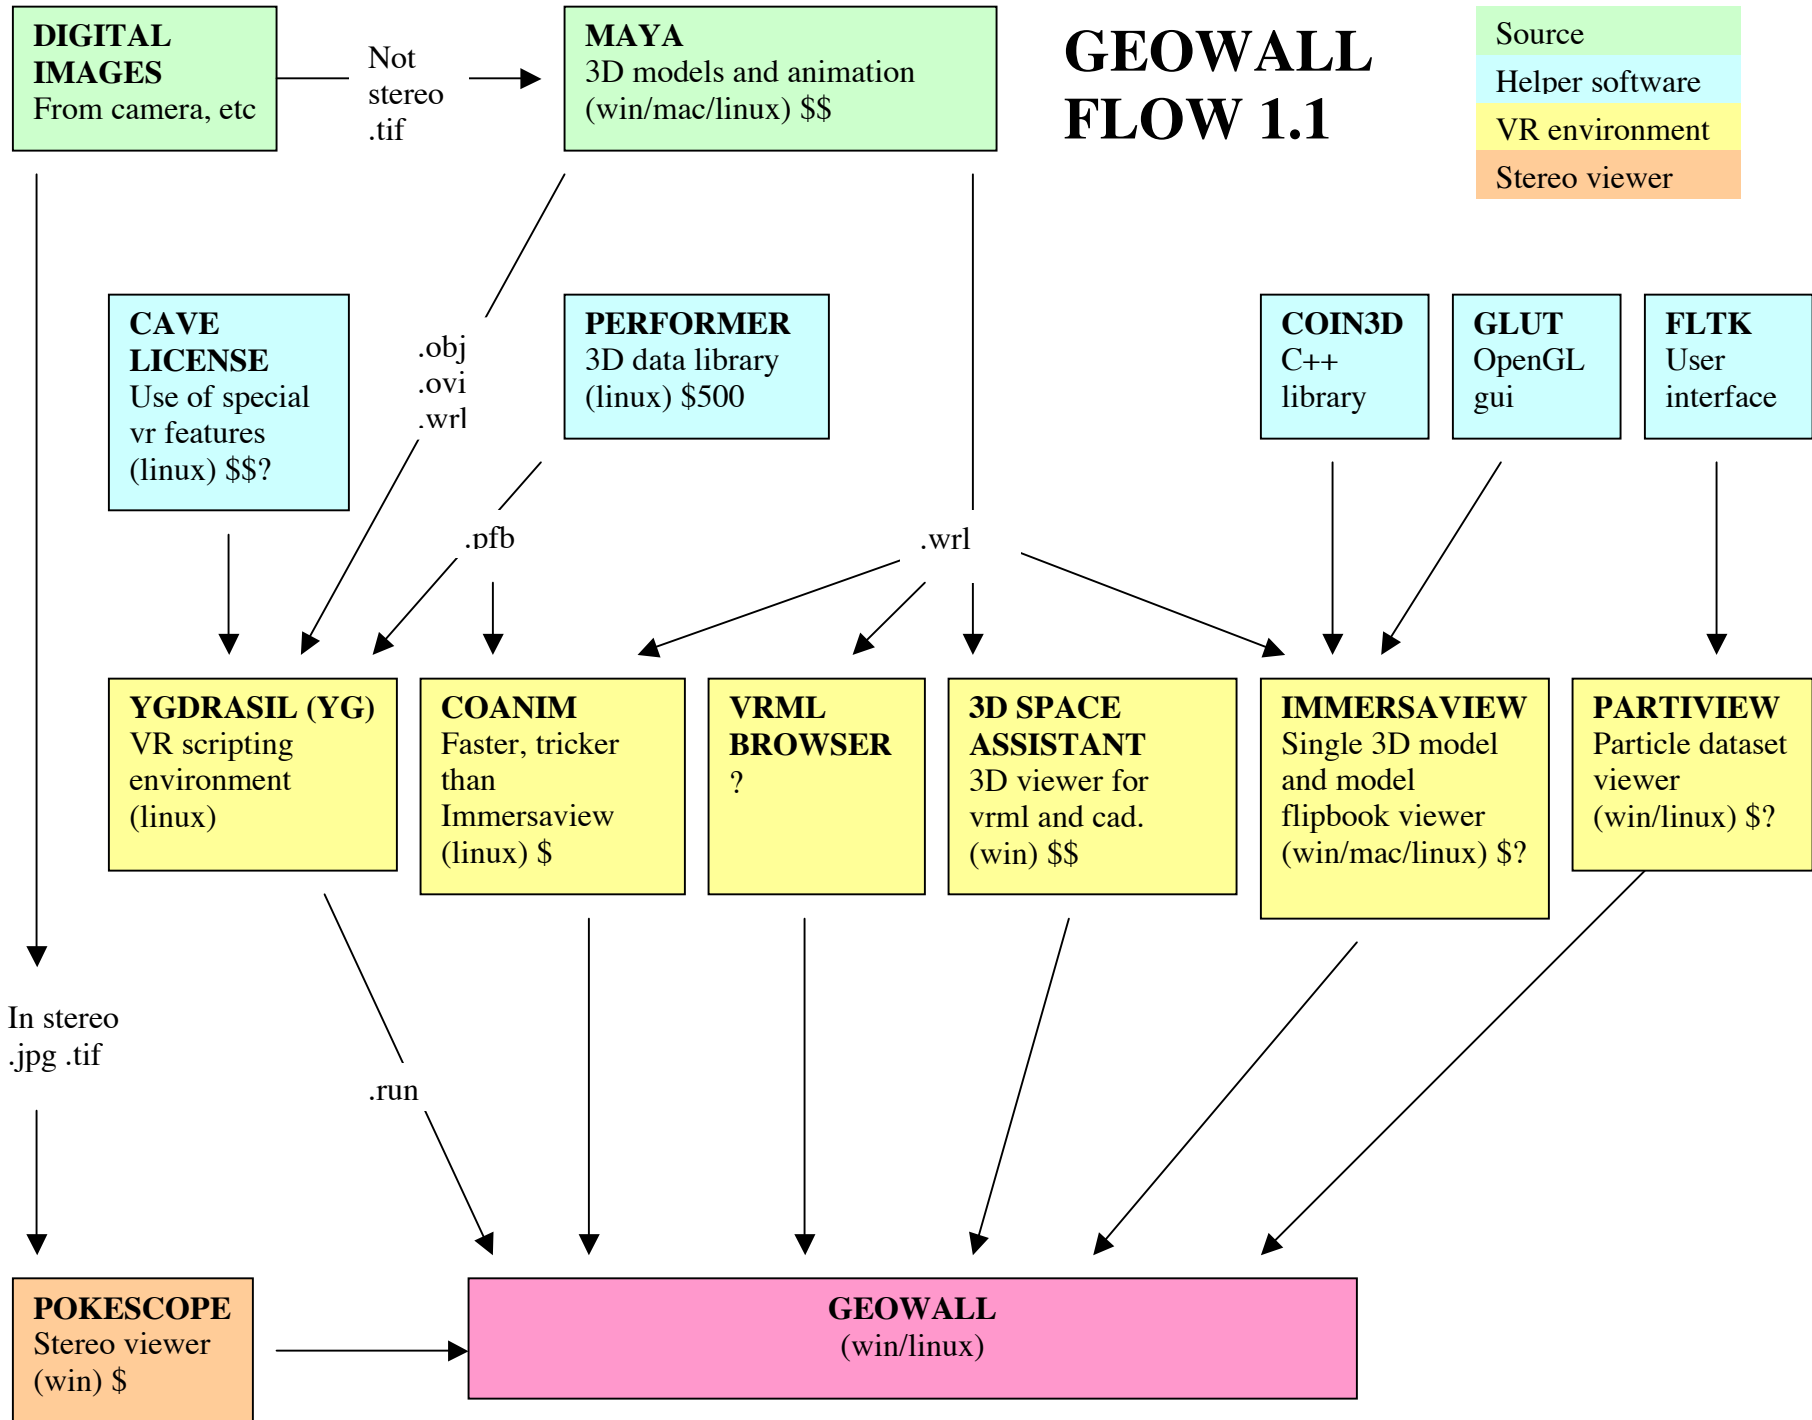 DIGITAL
IMAGES
From camera, etc
Not
stereo
.tif
MAYA
3D models and animation
(win/mac/linux) $$
GEOWALL
FLOW 1.1
Source
Helper software
VR environment
Stereo viewer
CAVE
LICENSE
Use of special
vr features
(linux) $$?
.obj
.ovi
.wrl
PERFORMER
3D data library
(linux) $500
COIN3D
C++
library
GLUT
OpenGL
gui
FLTK
User
interface
.pfb
.wrl
YGDRASIL (YG)
VR scripting
environment
(linux)
COANIM
Faster, tricker
than
Immersaview
(linux) $
VRML
BROWSER
?
3D SPACE
ASSISTANT
3D viewer for
vrml and cad.
(win) $$
IMMERSAVIEW
Single 3D model
and model
flipbook viewer
(win/mac/linux) $?
PARTIVIEW
Particle dataset
viewer
(win/linux) $?
In stereo
.jpg .tif
.run
POKESCOPE
Stereo viewer
(win) $
GEOWALL
(win/linux)